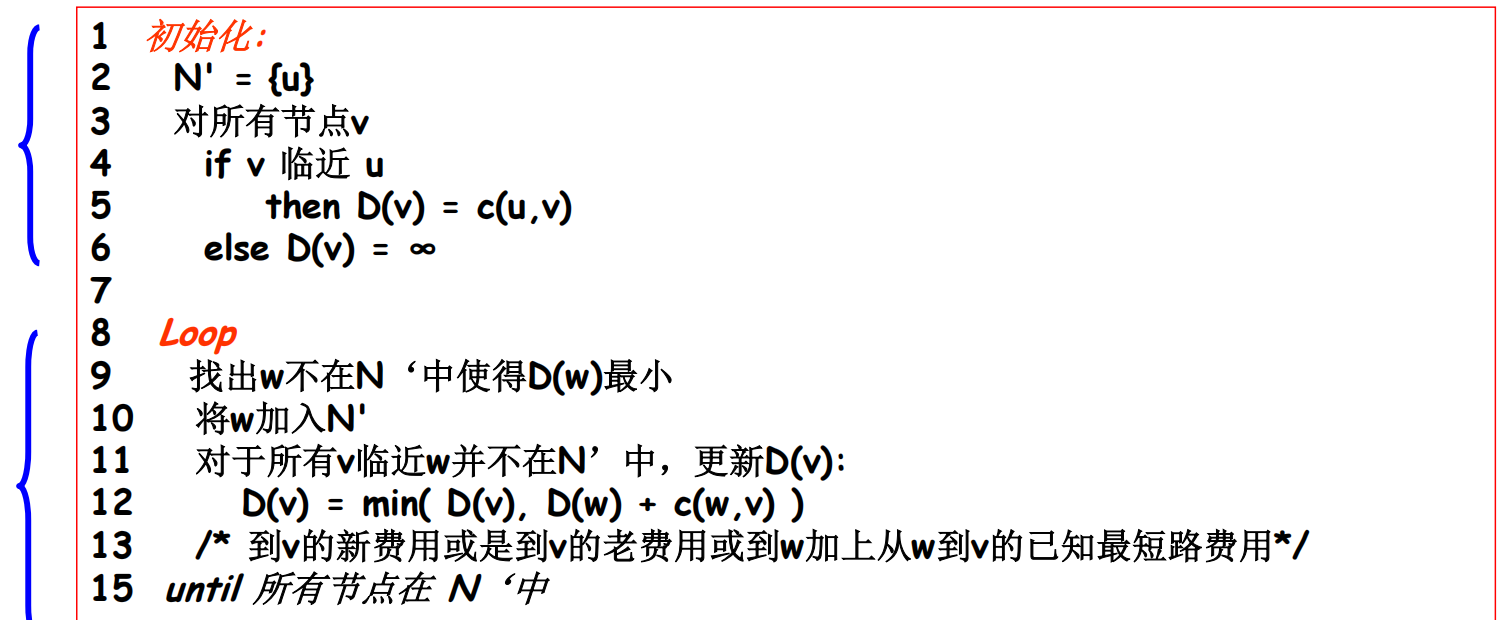 1 初始化:
2 N' = {u}
3 对所有节点v
4 if v 临近 u
5 then D(v) = c(u,v)
6 else D(v) = ∞
7
8 Loop
9 找出w不在N‘中使得D(w)最小
10 将w加入N'
11 对于所有v临近w并不在N’中，更新D(v):
12 D(v) = min( D(v), D(w) + c(w,v) )
13 /* 到v的新费用或是到v的老费用或到w加上从w到v的已知最短路费用*/
15 until 所有节点在 N‘中